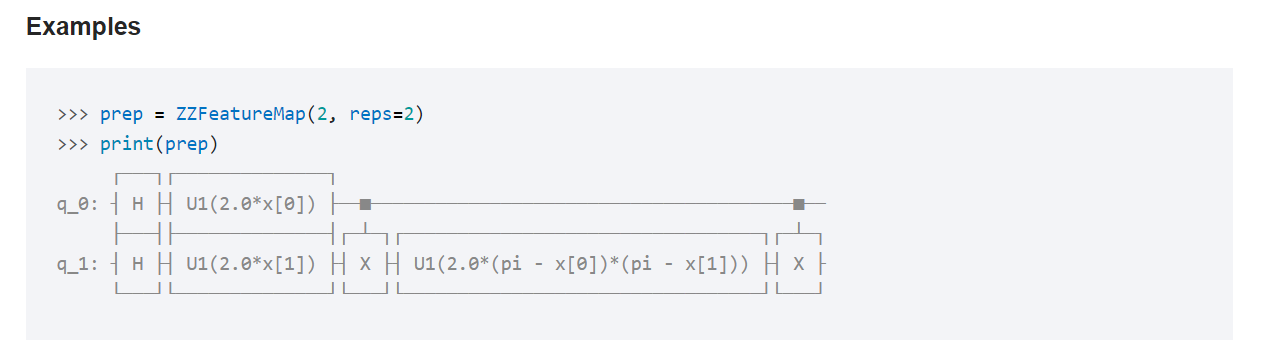 Examples
>>> prep = ZZFeatureMap(2, reps=2)
>>> print(prep)
     ┌───┐┌──────────────┐
q_0: ┤ H ├┤ U1(2.0*x[0]) ├──■───────────────────────────────────────■──
     ├───┤├──────────────┤┌─┴─┐┌─────────────────────────────────┐┌─┴─┐
q_1: ┤ H ├┤ U1(2.0*x[1]) ├┤ X ├┤ U1(2.0*(pi - x[0])*(pi - x[1])) ├┤ X ├
     └───┘└──────────────┘└───┘└─────────────────────────────────┘└───┘